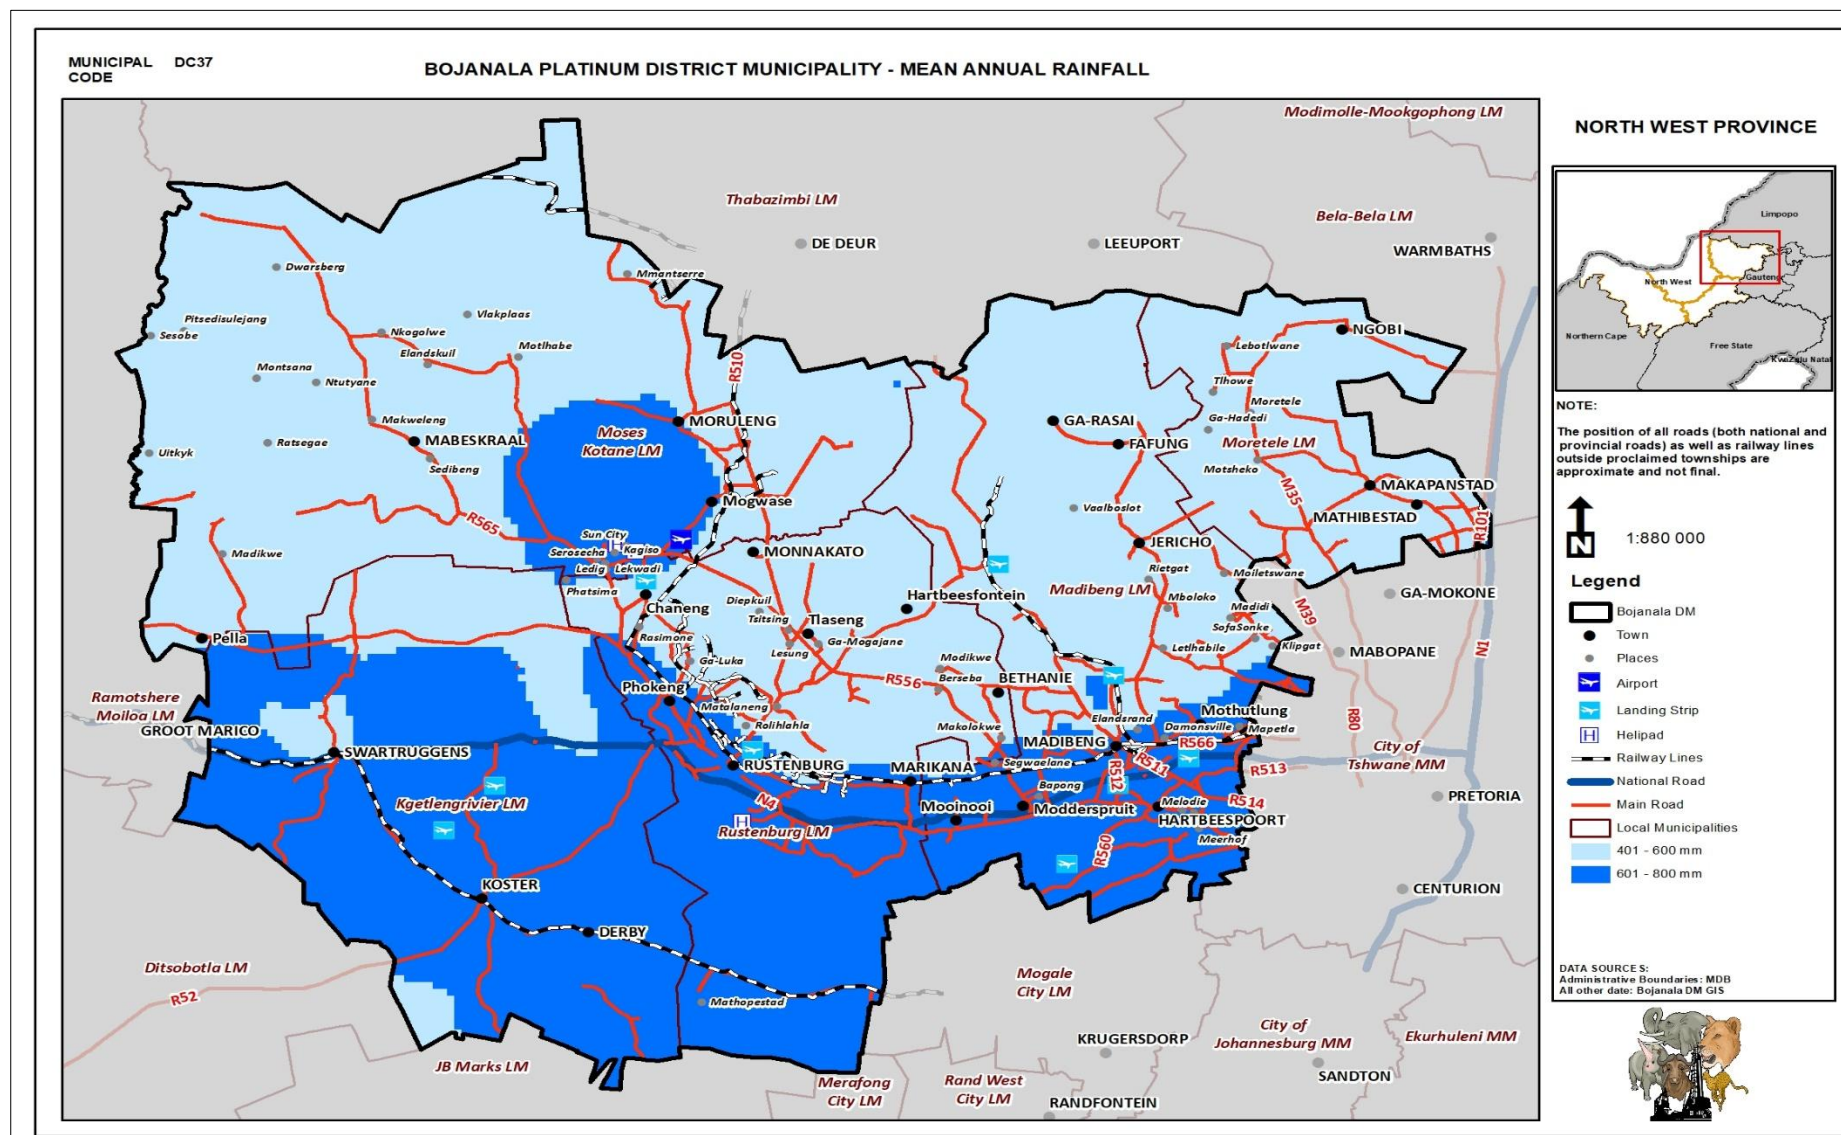 MUNICIPAL DC37
CODE
BOJANALA PLATINUM DISTRICT MUNICIPALITY - MEAN ANNUAL RAINFALL
Modimolle-Mookgophong LM
Thabazimbi LM
Bela-Bela LM
DE DEUR
LEEUPORT
WARMBATHS
Dwarsberg
Mmantserre
Pitsedisulejang
Sesobe
Vlakplaas
Nkogolwe
Elandskuil
Motlhabe
Montsana
Ntutyane
R510
NGOBI
Lebotlwane
Tlhowe
Moretele
Ga-Hadedi
Moretele LM
Makweleng
MABESKRAAL
Ratsegae
Uitkyk
Sedibeng
Moses
Kotane LM
MORULENG
GA-RASAI
FAFUNG
Motsheko
M35
MAKAPANSTAD
MATHIBESTAD
R101
Mogwase
R565
Vaalboslot
Sun City
Serosecha
Kagiso
Ledig
Lekwadi
Phatsima
Madikwe
MONNAKATO
JERICHO
Rietgat
Moiletswane
Madibeng LM
Mboloko
GA-MOKONE
M39
Chaneng
Diepkuil
Tsitsing
Tlaseng
Hartbeesfontein
Madidi
SofaSonke
Pella
Rasimone
Lesung
Ga-Mogajane
Letlhabile
Klipgat
MABOPANE
N1
Ga-Luka
Modikwe
Berseba
R556
BETHANIE
Ramotshere
Moiloa LM
Phokeng
Matalaneng
Rolihlahla
Makolokwe
Elandsrand
Mothutlung
Damonville
Mapetla
R80
GROOT MARICO
SWARTRUGGENS
MADIBENG
R566
City of
Tshwane MM
RUSTENBURG
MARIKANA
Segwaelane
R511
R512
R513
Kgetlengrivier LM
N4
Rustenburg LM
Mooinooi
Bapong
Modderspruit
Melodie
R514
PRETORIA
HARTBEESPOORT
Meerhof
R560
KOSTER
CENTURION
DERBY
Ditsobotla LM
R52
Mathopestad
Mogale
City LM
KRUGERSDORP
City of
Johannesburg MM
Ekurhuleni MM
JB Marks LM
Merafong
City LM
Rand West
City LM
SANDTON
RANDFONTEIN
NORTH WEST PROVINCE
Limpopo
North West
Gauteng
Northern Cape
Free State
KwaZulu Natal
NOTE:
The position of all roads (both national and
provincial roads) as well as railway lines
outside proclaimed townships are
approximate and not final.
N
1:880 000
Legend
Bojanala DM
Town
Places
Airport
Landing Strip
H Helipad
Railway Lines
National Road
Main Road
Local Municipalities
401 - 600 mm
601 - 800 mm
DATA SOURCES:
Administrative Boundaries: MDB
All other date: Bojanala DM GIS